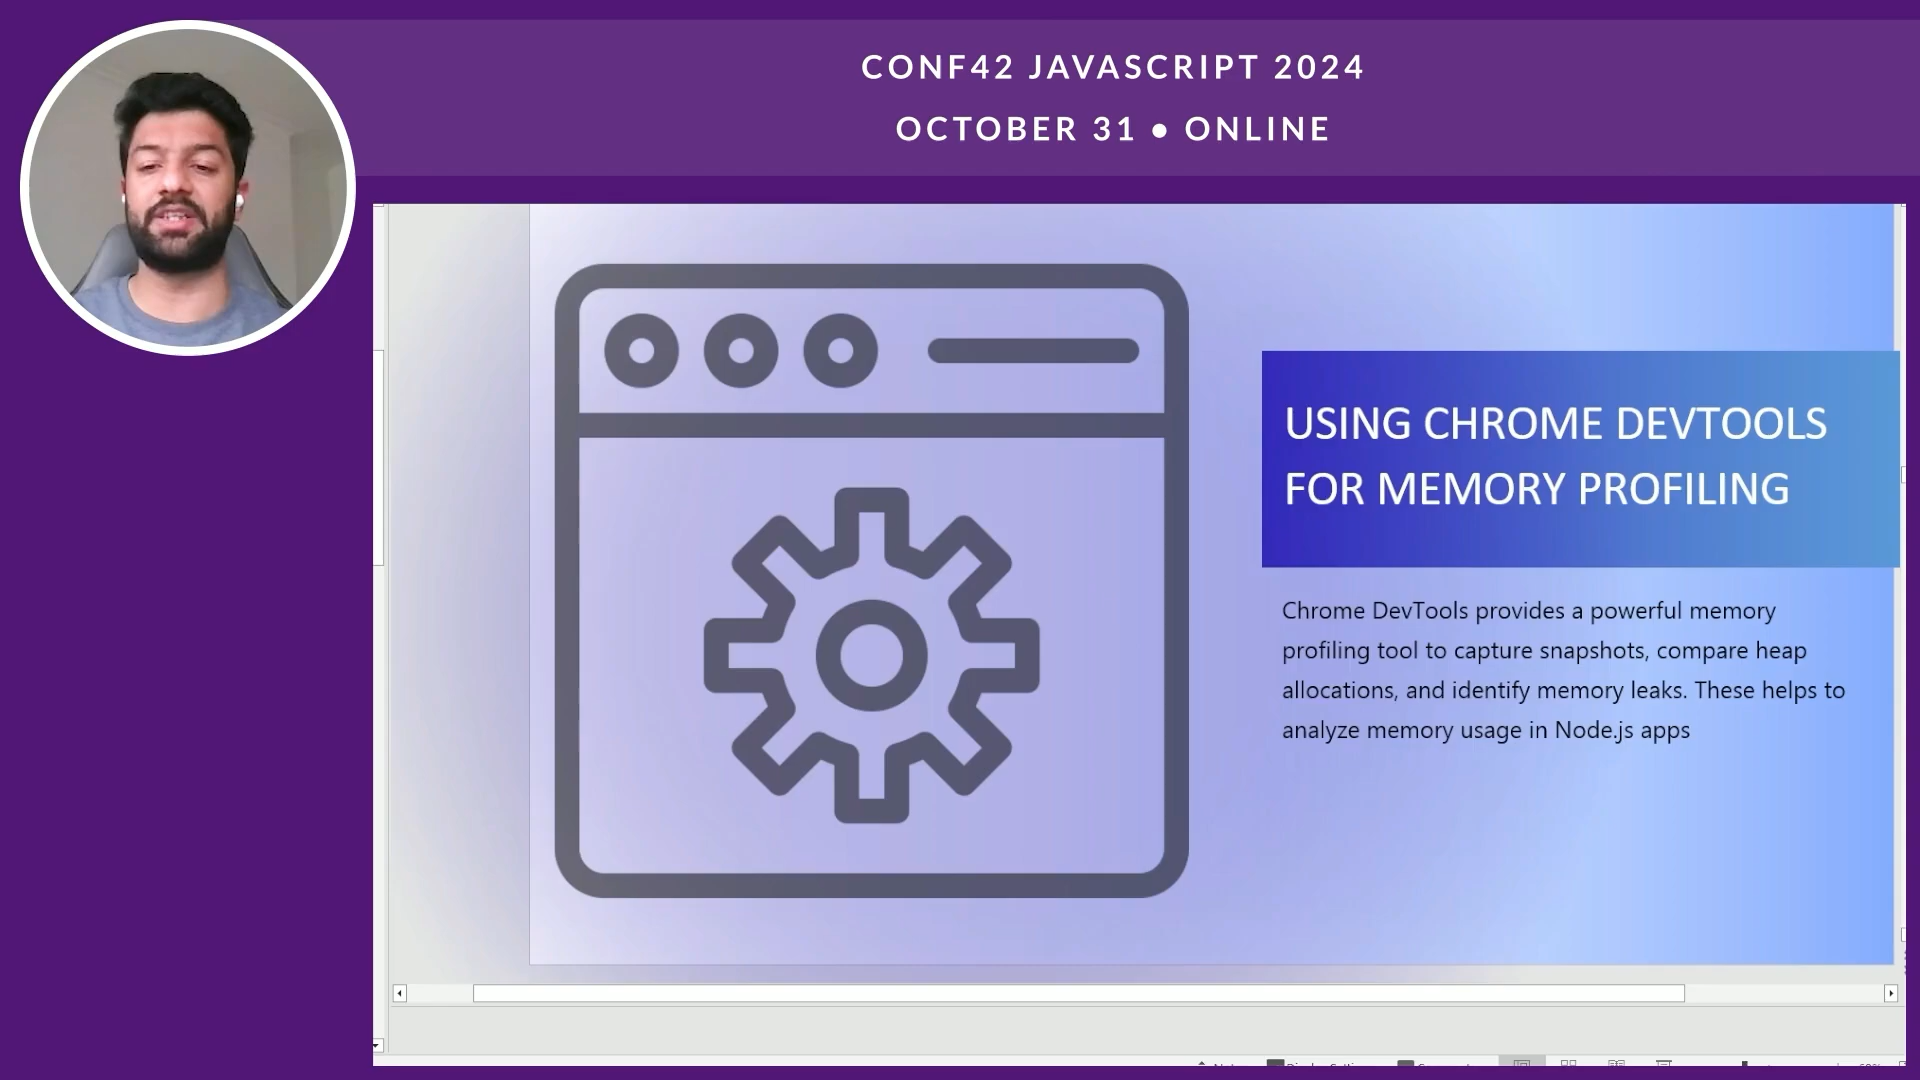 CONF42 JAVASCRIPT 2024
OCTOBER 31 • ONLINE
USING CHROME DEVTOOLS
FOR MEMORY PROFILING
Chrome DevTools provides a powerful memory
profiling tool to capture snapshots, compare heap
allocations, and identify memory leaks. These helps to
analyze memory usage in Node.js apps